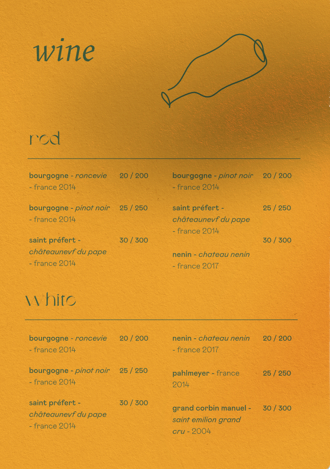 wine
red
bourgogne - roncevie 20 / 200
- france 2014
bourgogne - pinot noir 25 / 250
- france 2014
saint préfert - 30 / 300
châteauneuf du pape
- france 2014
bourgogne - pinot noir 20 / 200
- france 2014
saint préfert - 25 / 250
châteauneuf du pape
- france 2014
30 / 300
nenin - chateau nenin
- france 2017
white
bourgogne - roncevie 20 / 200
- france 2014
bourgogne - pinot noir 25 / 250
- france 2014
saint préfert - 30 / 300
châteauneuf du pape
- france 2014
nenin - chateau nenin 20 / 200
- france 2017
pahlmeyer - france 25 / 250
2014
grand corbin manuel - 30 / 300
saint emilion grand
cru - 2004